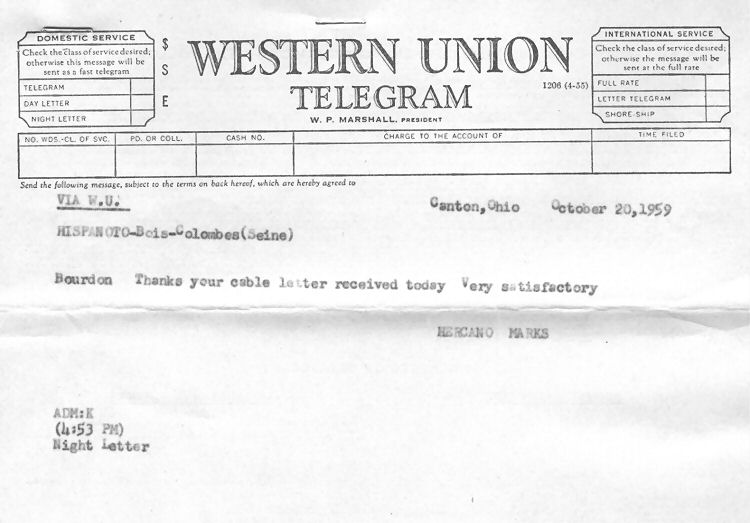 DOMESTIC SERVICE
Check the class of service desired;
otherwise this message will be
sent as a fast telegram
TELEGRAM
DAY LETTER
NIGHT LETTER
$
S
E
WESTERN UNION
TELEGRAM
1206 (4-55)
W. P. MARSHALL, PRESIDENT
INTERNATIONAL SERVICE
Check the class of service desired;
otherwise the message will be
sent at the full rate
FULL RATE
LETTER TELEGRAM
SHORE-SHIP
NO. WDS.-CL. OF SVC. PD. OR COLL. CASH NO. CHARGE TO THE ACCOUNT OF TIME FILED
Send the following message, subject to the terms on back hereof, which are hereby agreed to
VIA W.U. Canton, Ohio October 20, 1959
HISPANOTO-Bois-Colombes(Seine)
Bourdon Thanks your cable letter received today Very satisfactory
HERCANO MARKS
ADM:K
(4:53 PM)
Night Letter